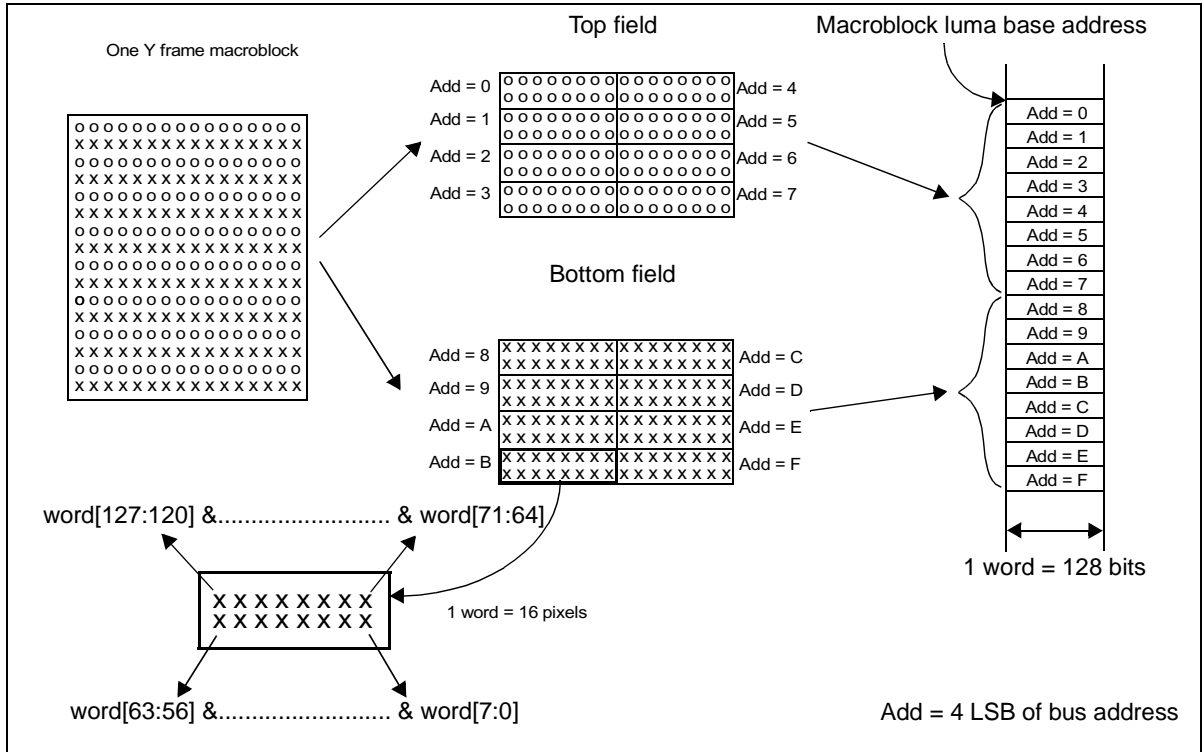 Top field
Macroblock luma base address
One Y frame macroblock
Add = 0
o o o o o o o o o o o o o o o o
o o o o o o o o o o o o o o o o
Add = 4
Add = 1
o o o o o o o o o o o o o o o o
o o o o o o o o o o o o o o o o
Add = 5
Add = 2
o o o o o o o o o o o o o o o o
o o o o o o o o o o o o o o o o
Add = 6
Add = 3
o o o o o o o o o o o o o o o o
o o o o o o o o o o o o o o o o
Add = 7
o o o o o o o o o o o o o o o o
x x x x x x x x x x x x x x x x
o o o o o o o o o o o o o o o o
x x x x x x x x x x x x x x x x
o o o o o o o o o o o o o o o o
x x x x x x x x x x x x x x x x
o o o o o o o o o o o o o o o o
x x x x x x x x x x x x x x x x
o o o o o o o o o o o o o o o o
x x x x x x x x x x x x x x x x
o o o o o o o o o o o o o o o o
x x x x x x x x x x x x x x x x
o o o o o o o o o o o o o o o o
x x x x x x x x x x x x x x x x
o o o o o o o o o o o o o o o o
x x x x x x x x x x x x x x x x
Bottom field
Add = 8
x x x x x x x x x x x x x x x x
x x x x x x x x x x x x x x x x
Add = C
Add = 9
x x x x x x x x x x x x x x x x
x x x x x x x x x x x x x x x x
Add = D
Add = A
x x x x x x x x x x x x x x x x
x x x x x x x x x x x x x x x x
Add = E
Add = B
x x x x x x x x x x x x x x x x
x x x x x x x x x x x x x x x x
Add = F
Add = 0
Add = 1
Add = 2
Add = 3
Add = 4
Add = 5
Add = 6
Add = 7
Add = 8
Add = 9
Add = A
Add = B
Add = C
Add = D
Add = E
Add = F
1 word = 128 bits
word[127:120] &.......................... & word[71:64]
x x x x x x x x
x x x x x x x x
1 word = 16 pixels
word[63:56] &.......................... & word[7:0]
Add = 4 LSB of bus address